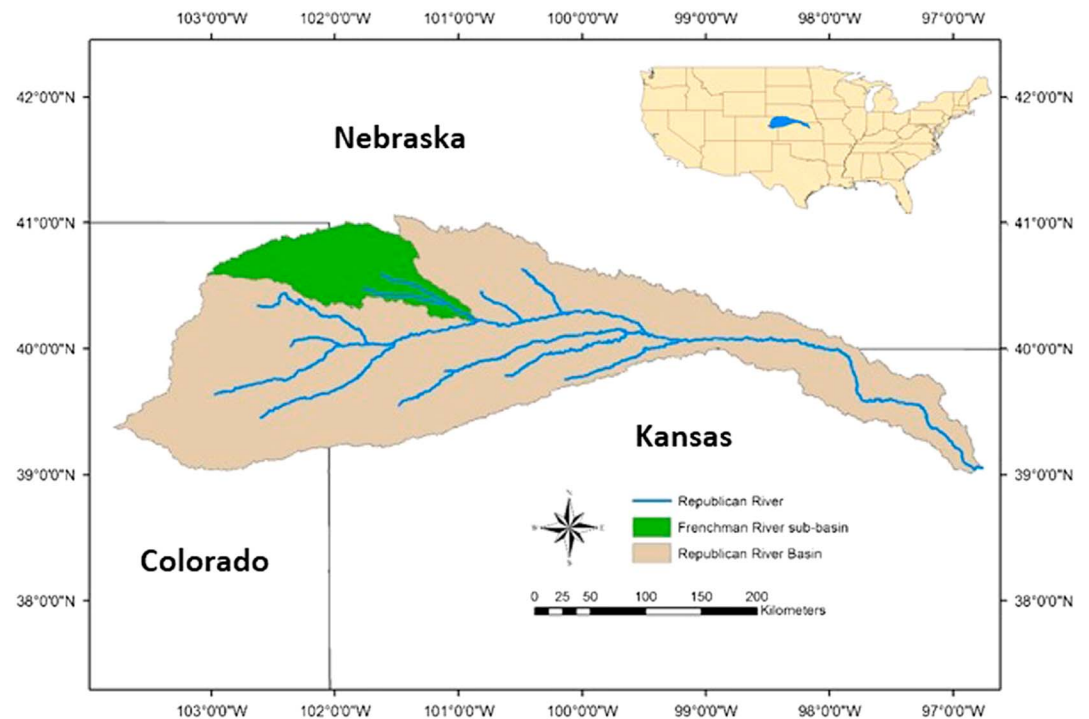 103°0'0"W 102°0'0"W 101°0'0"W 100°0'0"W 99°0'0"W 98°0'0"W 97°0'0"W
42°0'0"N 42°0'0"N
Nebraska
41°0'0"N 41°0'0"N
40°0'0"N 40°0'0"N
Kansas
39°0'0"N 39°0'0"N
N
W E
S
Republican River
Frenchman River sub-basin
Republican River Basin
Colorado
0 25 50 100 150 200
Kilometers
38°0'0"N 38°0'0"N
103°0'0"W 102°0'0"W 101°0'0"W 100°0'0"W 99°0'0"W 98°0'0"W 97°0'0"W